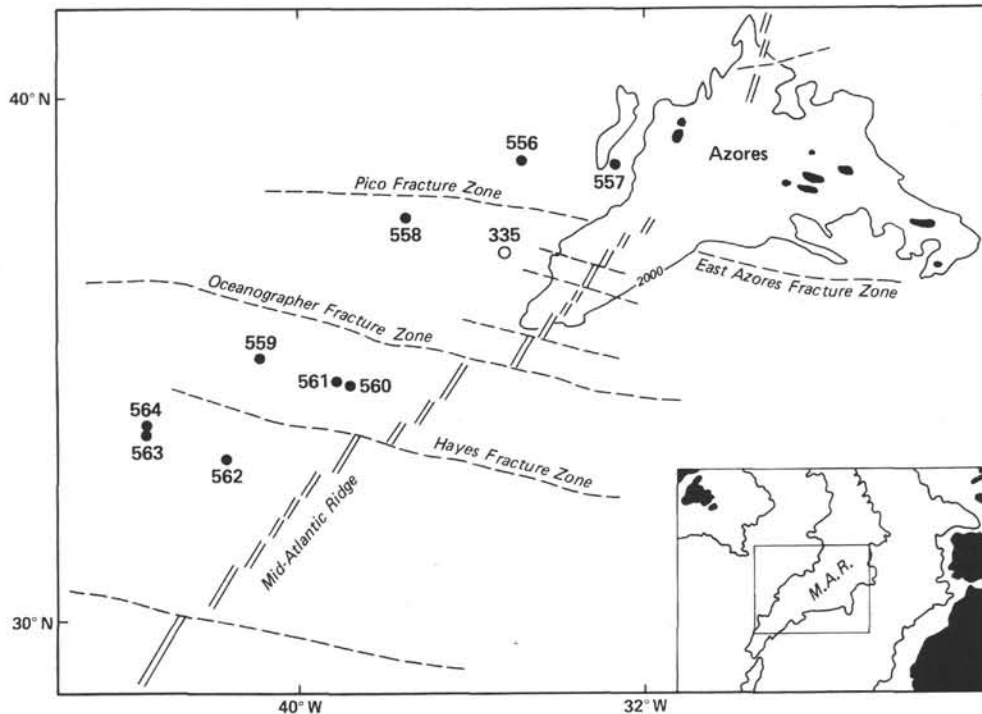 40° N
556
557
Azores
Pico Fracture Zone
558
335
2000
East Azores Fracture Zone
Oceanographer Fracture Zone
559
561
560
564
563
562
Hayes Fracture Zone
Mid-Atlantic Ridge
M.A.R.
30° N
40° W
32° W